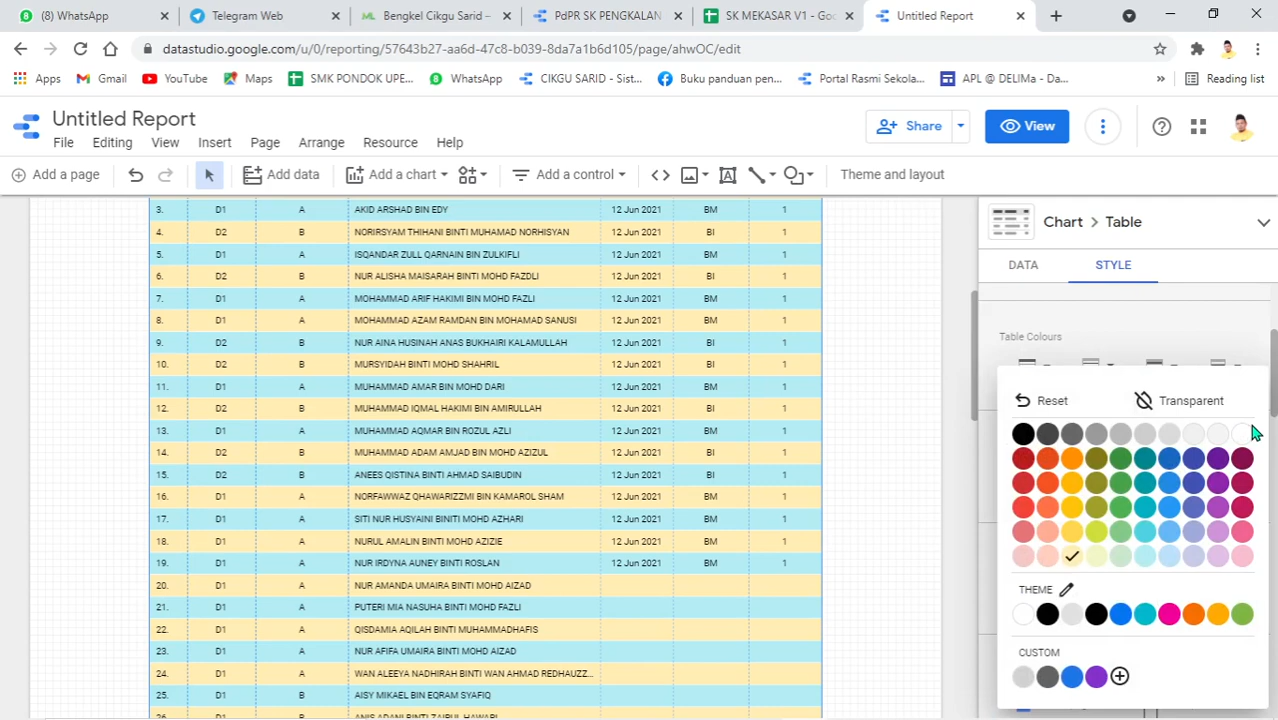 WhatsApp
Telegram Web
Bengkel Cikgu Sarid –
PdPR SK PENGKALAN
SK MEKASAR V1 - Goo
Untitled Report
datastudio.google.com/u/0/reporting/57643b27-aa6d-47c8-b039-8da7a1b6d105/page/ahwOC/edit
Apps
Gmail
YouTube
Maps
SMK PONDOK UPE...
WhatsApp
CIKGU SARID - Sist...
Buku panduan pen...
Portal Rasmi Sekola...
APL @ DELIMa - Da...
Reading list
Untitled Report
Share
View
File Edit View Insert Page Arrange Resource Help
Add a page
Add data
Add a chart
Add a control
Theme and layout
3. D1 A AKID ARSHAD BIN EDY 12 Jun 2021 BM 1
4. D2 B NORIRSYAM THIHANI BINTI MUHAMAD NORHISYAN 12 Jun 2021 BI 1
5. D1 A ISQANDAR ZULL QARNAIN BIN ZULKIFLI 12 Jun 2021 BM 1
6. D2 B NUR ALISHA MAISARAH BINTI MOHD FAZDLI 12 Jun 2021 BI 1
7. D1 A MOHAMMAD ARIF HAKIMI BIN MOHD FAZLI 12 Jun 2021 BM 1
8. D1 A MOHAMMAD AZAM RAMDAN BIN MOHAMAD SANUSI 12 Jun 2021 BM 1
9. D2 B NUR AINA HUSINAH ANAS BUKHAIRI KALAMULLAH 12 Jun 2021 BI 1
10. D2 B MURSYIDAH BINTI MOHD SHAHRIL 12 Jun 2021 BI 1
11. D1 A MUHAMMAD AMAR BIN MOHD DARI 12 Jun 2021 BM 1
12. D2 B MUHAMMAD IQMAL HAKIMI BIN AMIRULLAH 12 Jun 2021 BI 1
13. D1 A MUHAMMAD AQMAR BIN ROZUL AZLI 12 Jun 2021 BM 1
14. D2 B MUHAMMAD ADAM AMJAD BIN AZIZUL 12 Jun 2021 BI 1
15. D2 B ANEES QISTINA BINTI AHMAD SAIBUDIN 12 Jun 2021 BI 1
16. D1 A NORFAWWAZ QHAWARIZZMI BIN KAMAROL SHAM 12 Jun 2021 BM 1
17. D1 A SITI NUR HUSYAINI BINITI MOHD AZHARI 12 Jun 2021 BM 1
18. D1 A NURUL AMALIN BINTI MOHD AZIZIE 12 Jun 2021 BM 1
19. D1 A NUR IRDYNA AUNEY BINTI ROSLAN 12 Jun 2021 BM 1
20. D1 A NUR AMANDA UMAIRA BINTI MOHD AIZAD
21. D1 A PUTERI MIA NASUHA BINTI MOHD FAZLI
22. D1 A QISDAMIA AQILAH BINTI MUHAMMADHAFIS
23. D1 A NUR AFIFA UMAIRA BINTI MOHD AIZAD
24. D1 A WAN ALEEYA NADHIRAH BINTI WAN AHMAD REDHAUZZ...
25. D1 B AISY MIKAEL BIN EQRAM SYAFIQ
26. D1 B ANIS ADANI BINTI ZAIRUL HAWARI
Chart > Table
DATA
STYLE
Table Colours
Reset
Transparent
THEME
CUSTOM